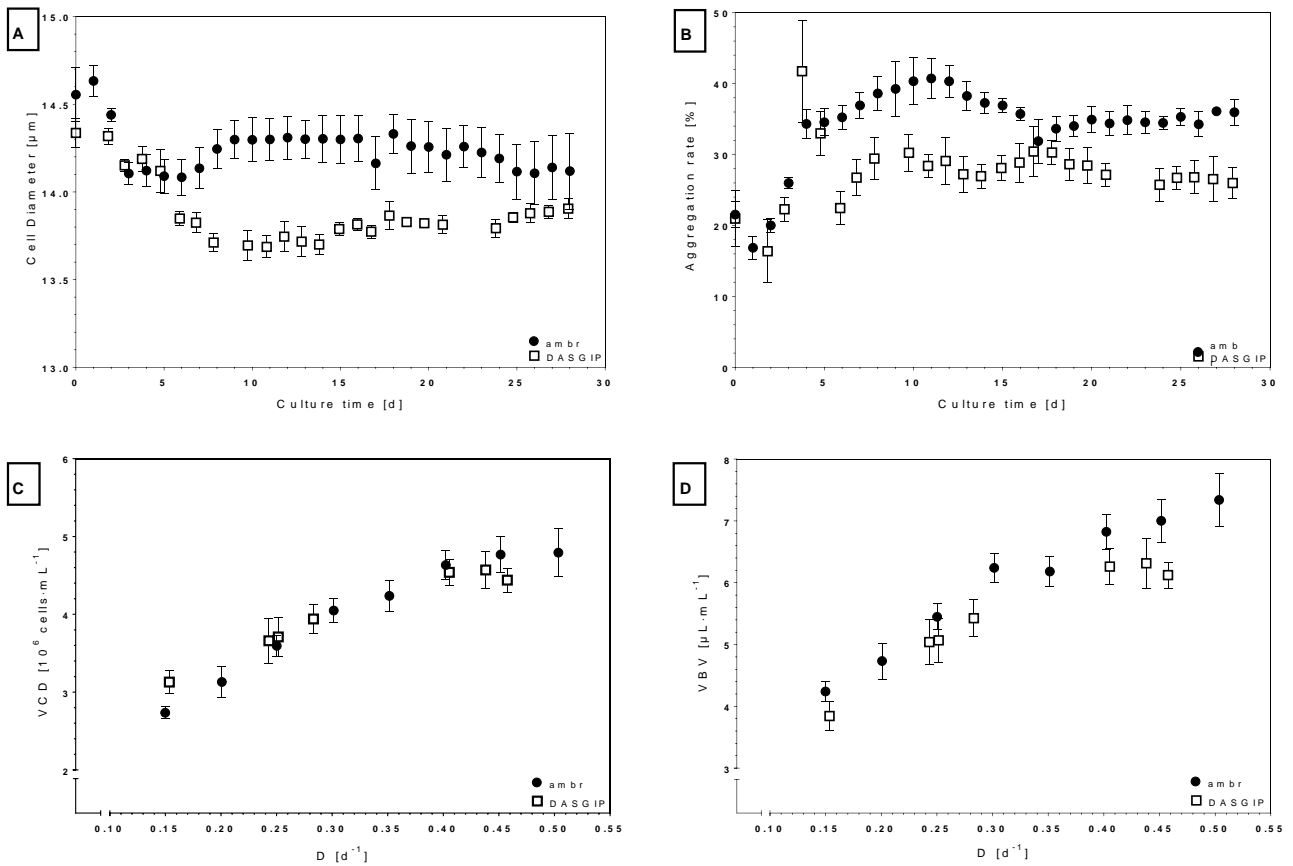 A
15.0
14.5
14.0
13.5
13.0
Cell Diameter [µm]
0 5 10 15 20 25 30
Culture time [d]
ambr
DASGIP
B
50
40
30
20
10
0
Aggregation rate [%]
0 5 10 15 20 25 30
Culture time [d]
amb
DASGI
p
C
6
5
4
3
2
VCD [10⁶ cells·mL⁻¹]
0.10 0.15 0.20 0.25 0.30 0.35 0.40 0.45 0.50 0.55
D [d⁻¹]
ambr
DASGIP
D
8
7
6
5
4
3
VBV [µL·mL⁻¹]
0.10 0.15 0.20 0.25 0.30 0.35 0.40 0.45 0.50 0.55
D [d⁻¹]
ambr
DASGIP